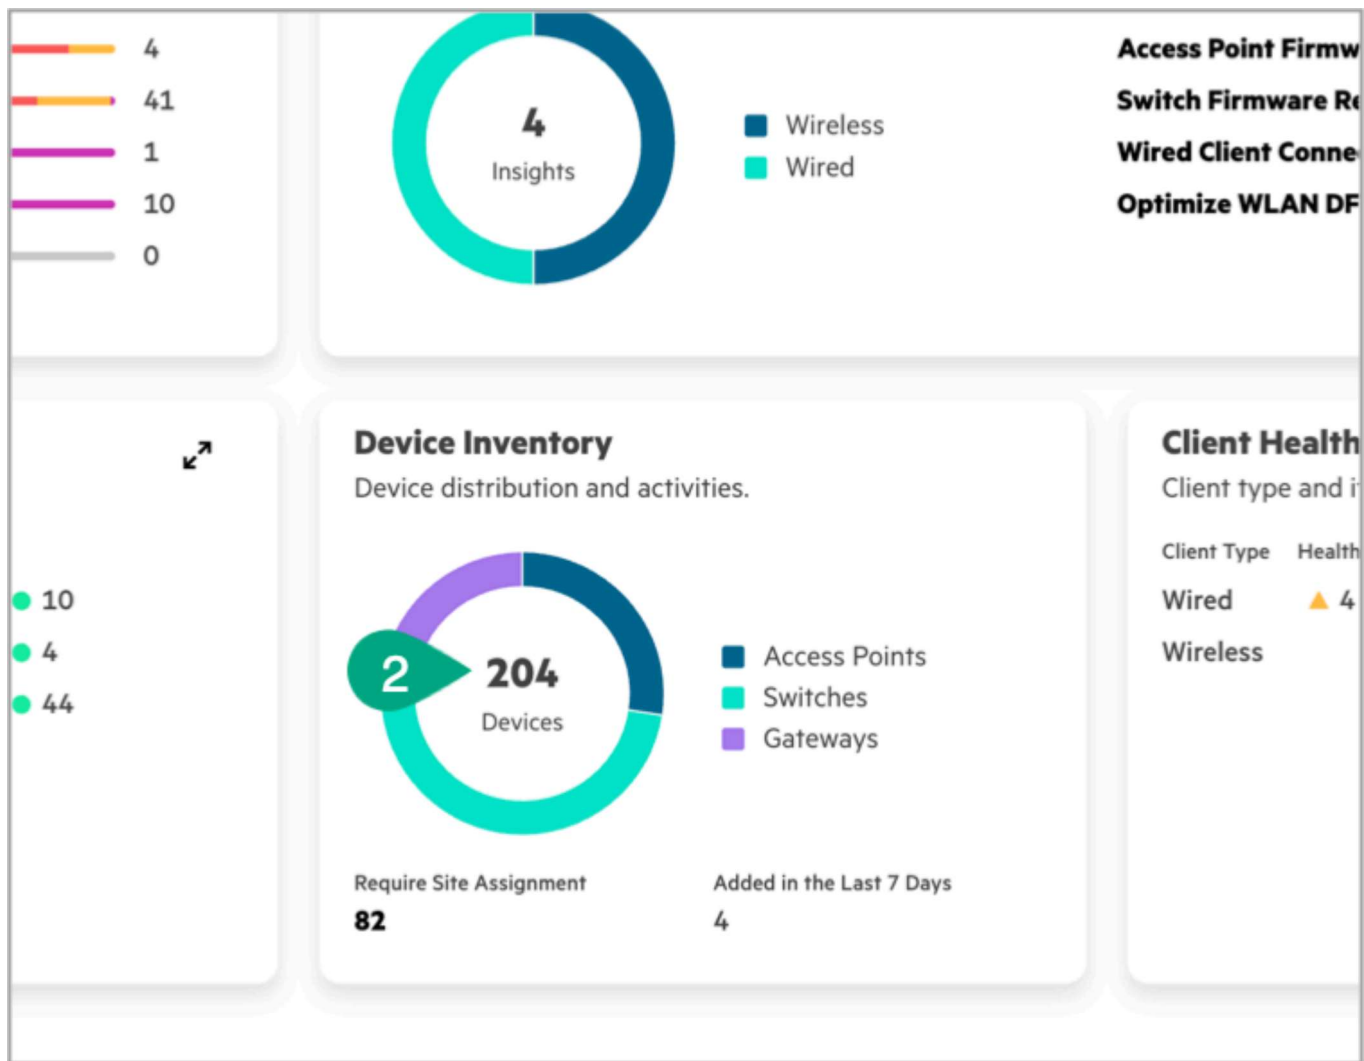 4
41
1
10
0
4
Insights
Wireless
Wired
Access Point Firmw
Switch Firmware Re
Wired Client Conne
Optimize WLAN DF
10
4
44
Device Inventory
Device distribution and activities.
2
204
Devices
Access Points
Switches
Gateways
Require Site Assignment
82
Added in the Last 7 Days
4
Client Health
Client type and i
Client Type Health
Wired 4
Wireless